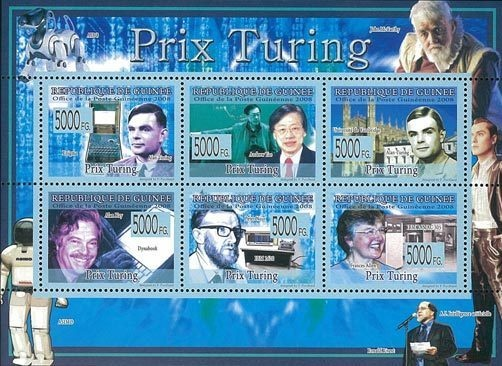 Prix Turing
John McCarthy
REPUBLIQUE DE GUINEE
Office de la Poste Guinéenne 2008
5000 FG.
Prix Turing
REPUBLIQUE DE GUINEE
Office de la Poste Guinéenne 2008
5000 FG.
Andrew Yao
Prix Turing
REPUBLIQUE DE GUINEE
Office de la Poste Guinéenne 2008
5000 FG.
Prix Turing
REPUBLIQUE DE GUINEE
Office de la Poste Guinéenne 2008
Alan Kay
5000 FG.
Dynabook
Prix Turing
REPUBLIQUE DE GUINEE
Office de la Poste Guinéenne 2008
5000 FG.
Prix Turing
REPUBLIQUE DE GUINEE
Office de la Poste Guinéenne 2008
5000 FG.
Frances Allen
Prix Turing
ASIMO
A.I. Intelligence artificielle